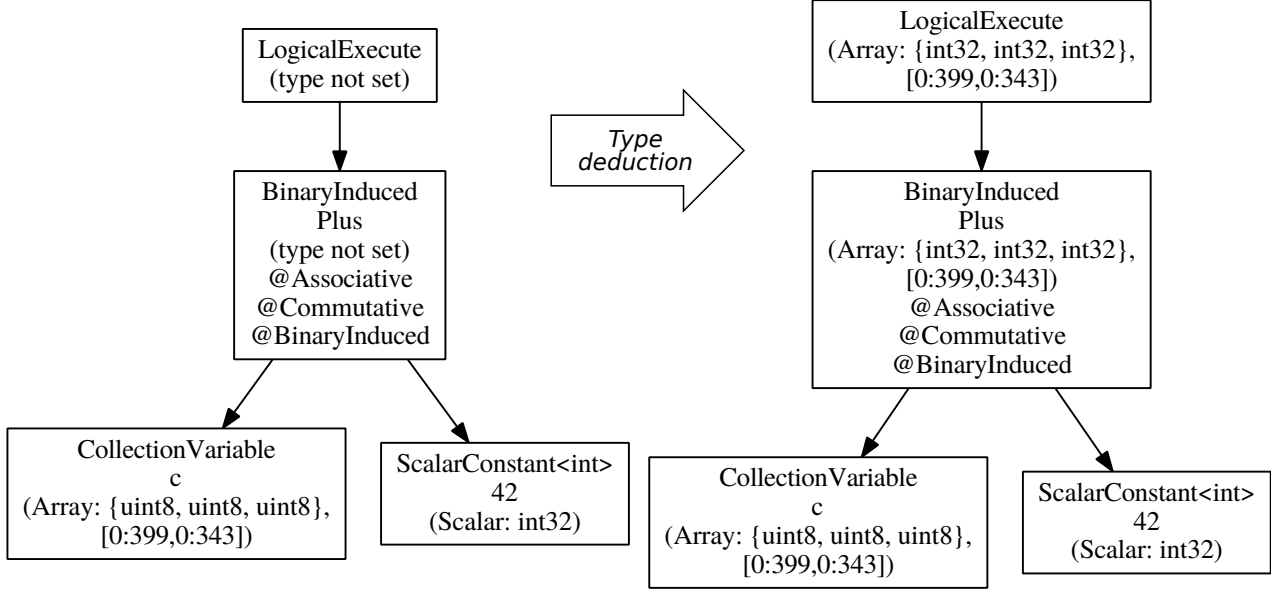 LogicalExecute
(type not set)
BinaryInduced
Plus
(type not set)
@Associative
@Commutative
@BinaryInduced
CollectionVariable
c
(Array: {uint8, uint8, uint8},
[0:399,0:343])
ScalarConstant<int>
42
(Scalar: int32)
Type
deduction
LogicalExecute
(Array: {int32, int32, int32},
[0:399,0:343])
BinaryInduced
Plus
(Array: {int32, int32, int32},
[0:399,0:343])
@Associative
@Commutative
@BinaryInduced
CollectionVariable
c
(Array: {uint8, uint8, uint8},
[0:399,0:343])
ScalarConstant<int>
42
(Scalar: int32)